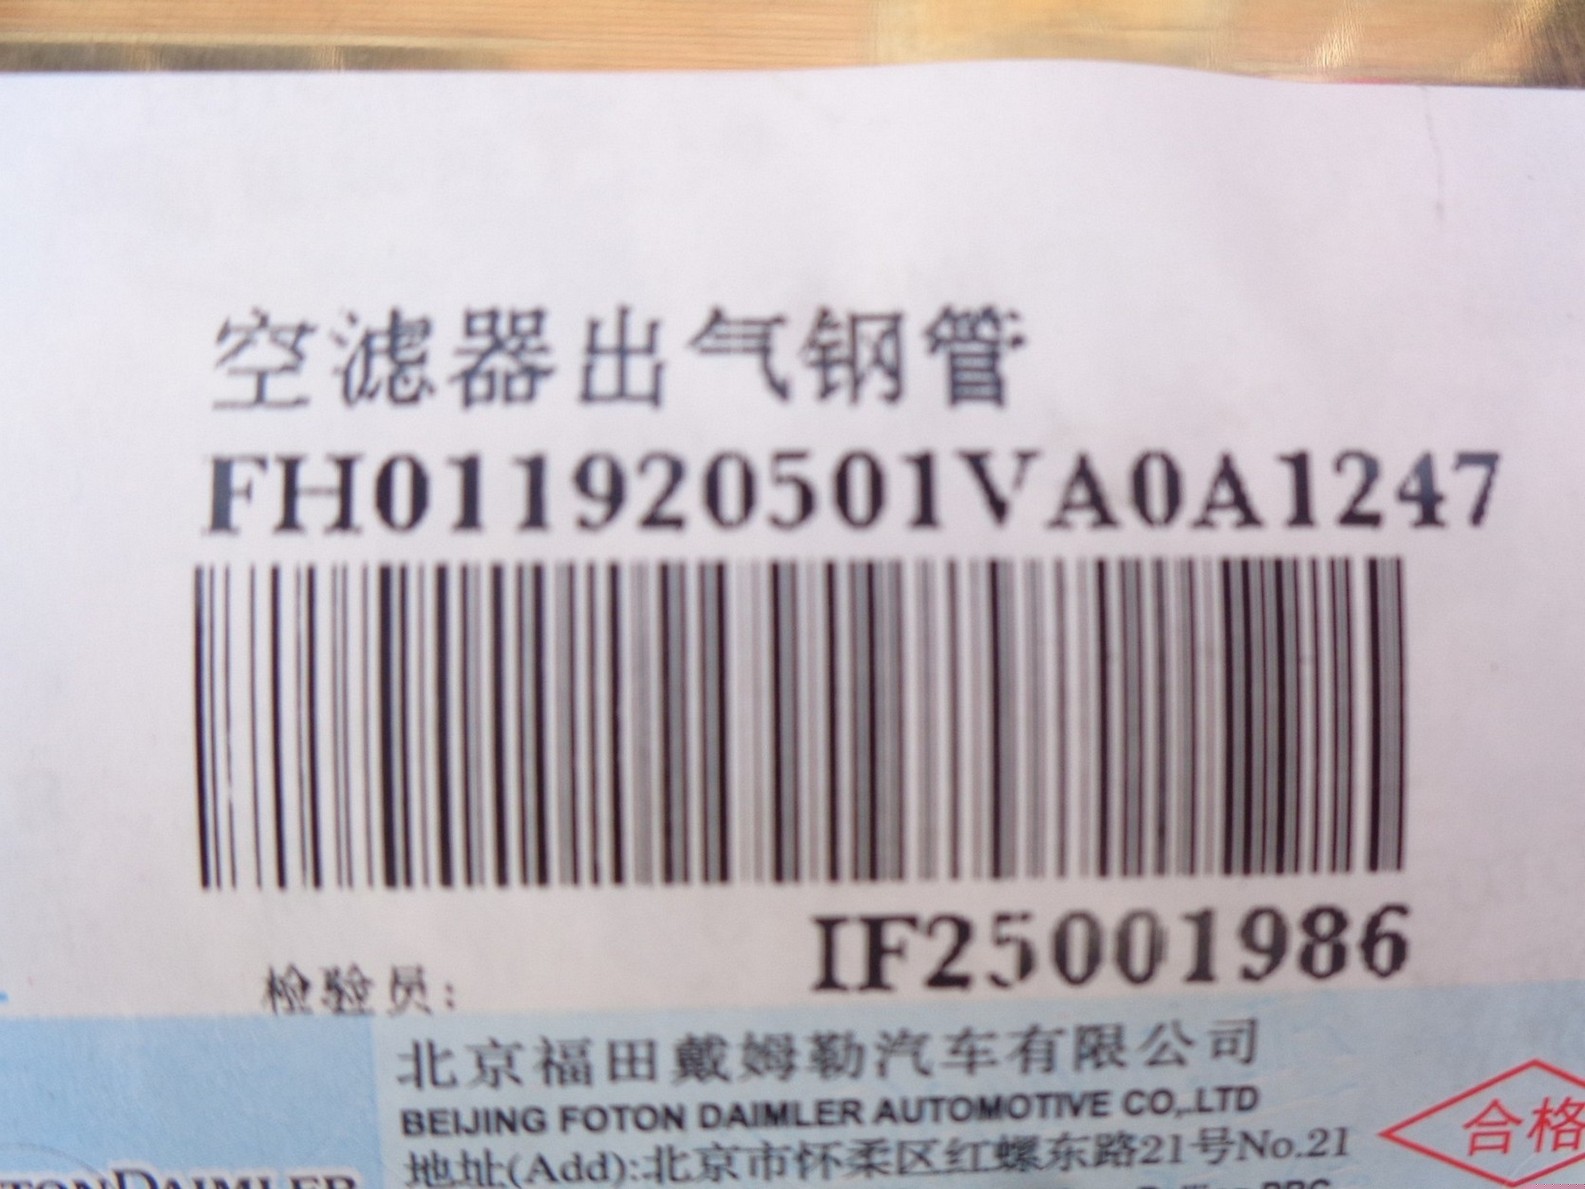 空滤器出气钢管
FH011920501VA0A1247
IF25001986
检验员:
北京福田戴姆勒汽车有限公司
BEIJING FOTON DAIMLER AUTOMOTIVE CO,.LTD
地址(Add):北京市怀柔区红螺东路21号No.21
合格
TONDAIMLER